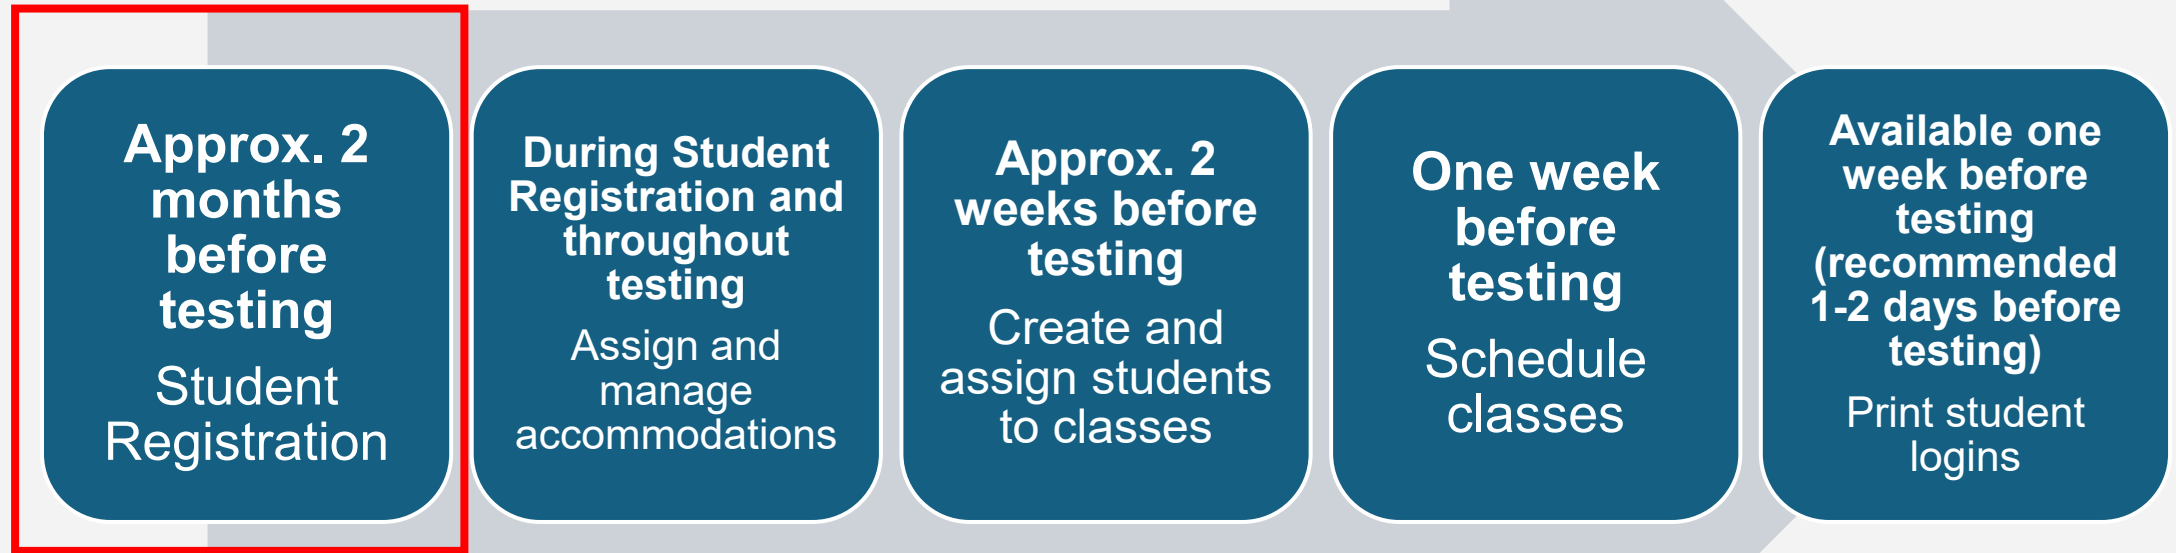 Approx. 2
months
before
testing
Student
Registration
During Student
Registration and
throughout
testing
Assign and
manage
accommodations
Approx. 2
weeks before
testing
Create and
assign students
to classes
One week
before
testing
Schedule
classes
Available one
week before
testing
(recommended
1-2 days before
testing)
Print student
logins